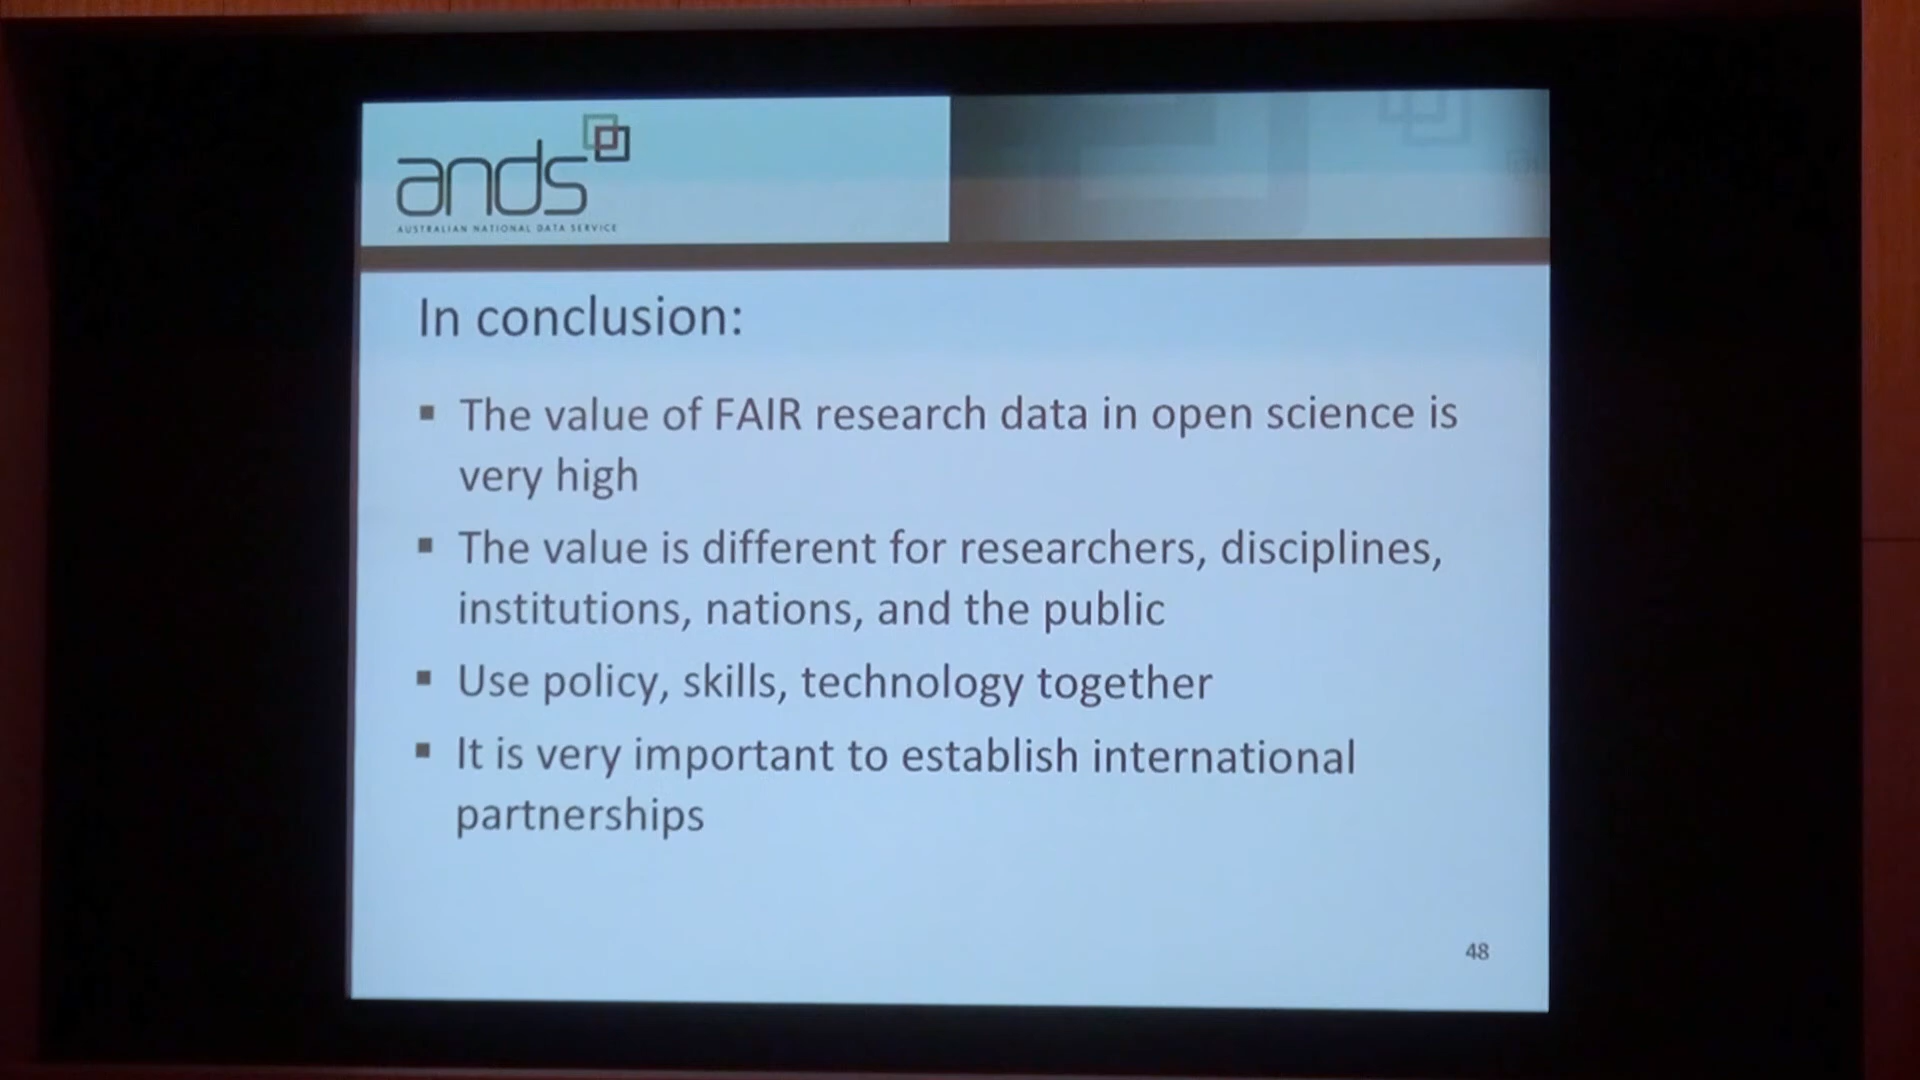 ands
AUSTRALIAN NATIONAL DATA SERVICE
In conclusion:
▪ The value of FAIR research data in open science is
very high
▪ The value is different for researchers, disciplines,
institutions, nations, and the public
▪ Use policy, skills, technology together
▪ It is very important to establish international
partnerships
48